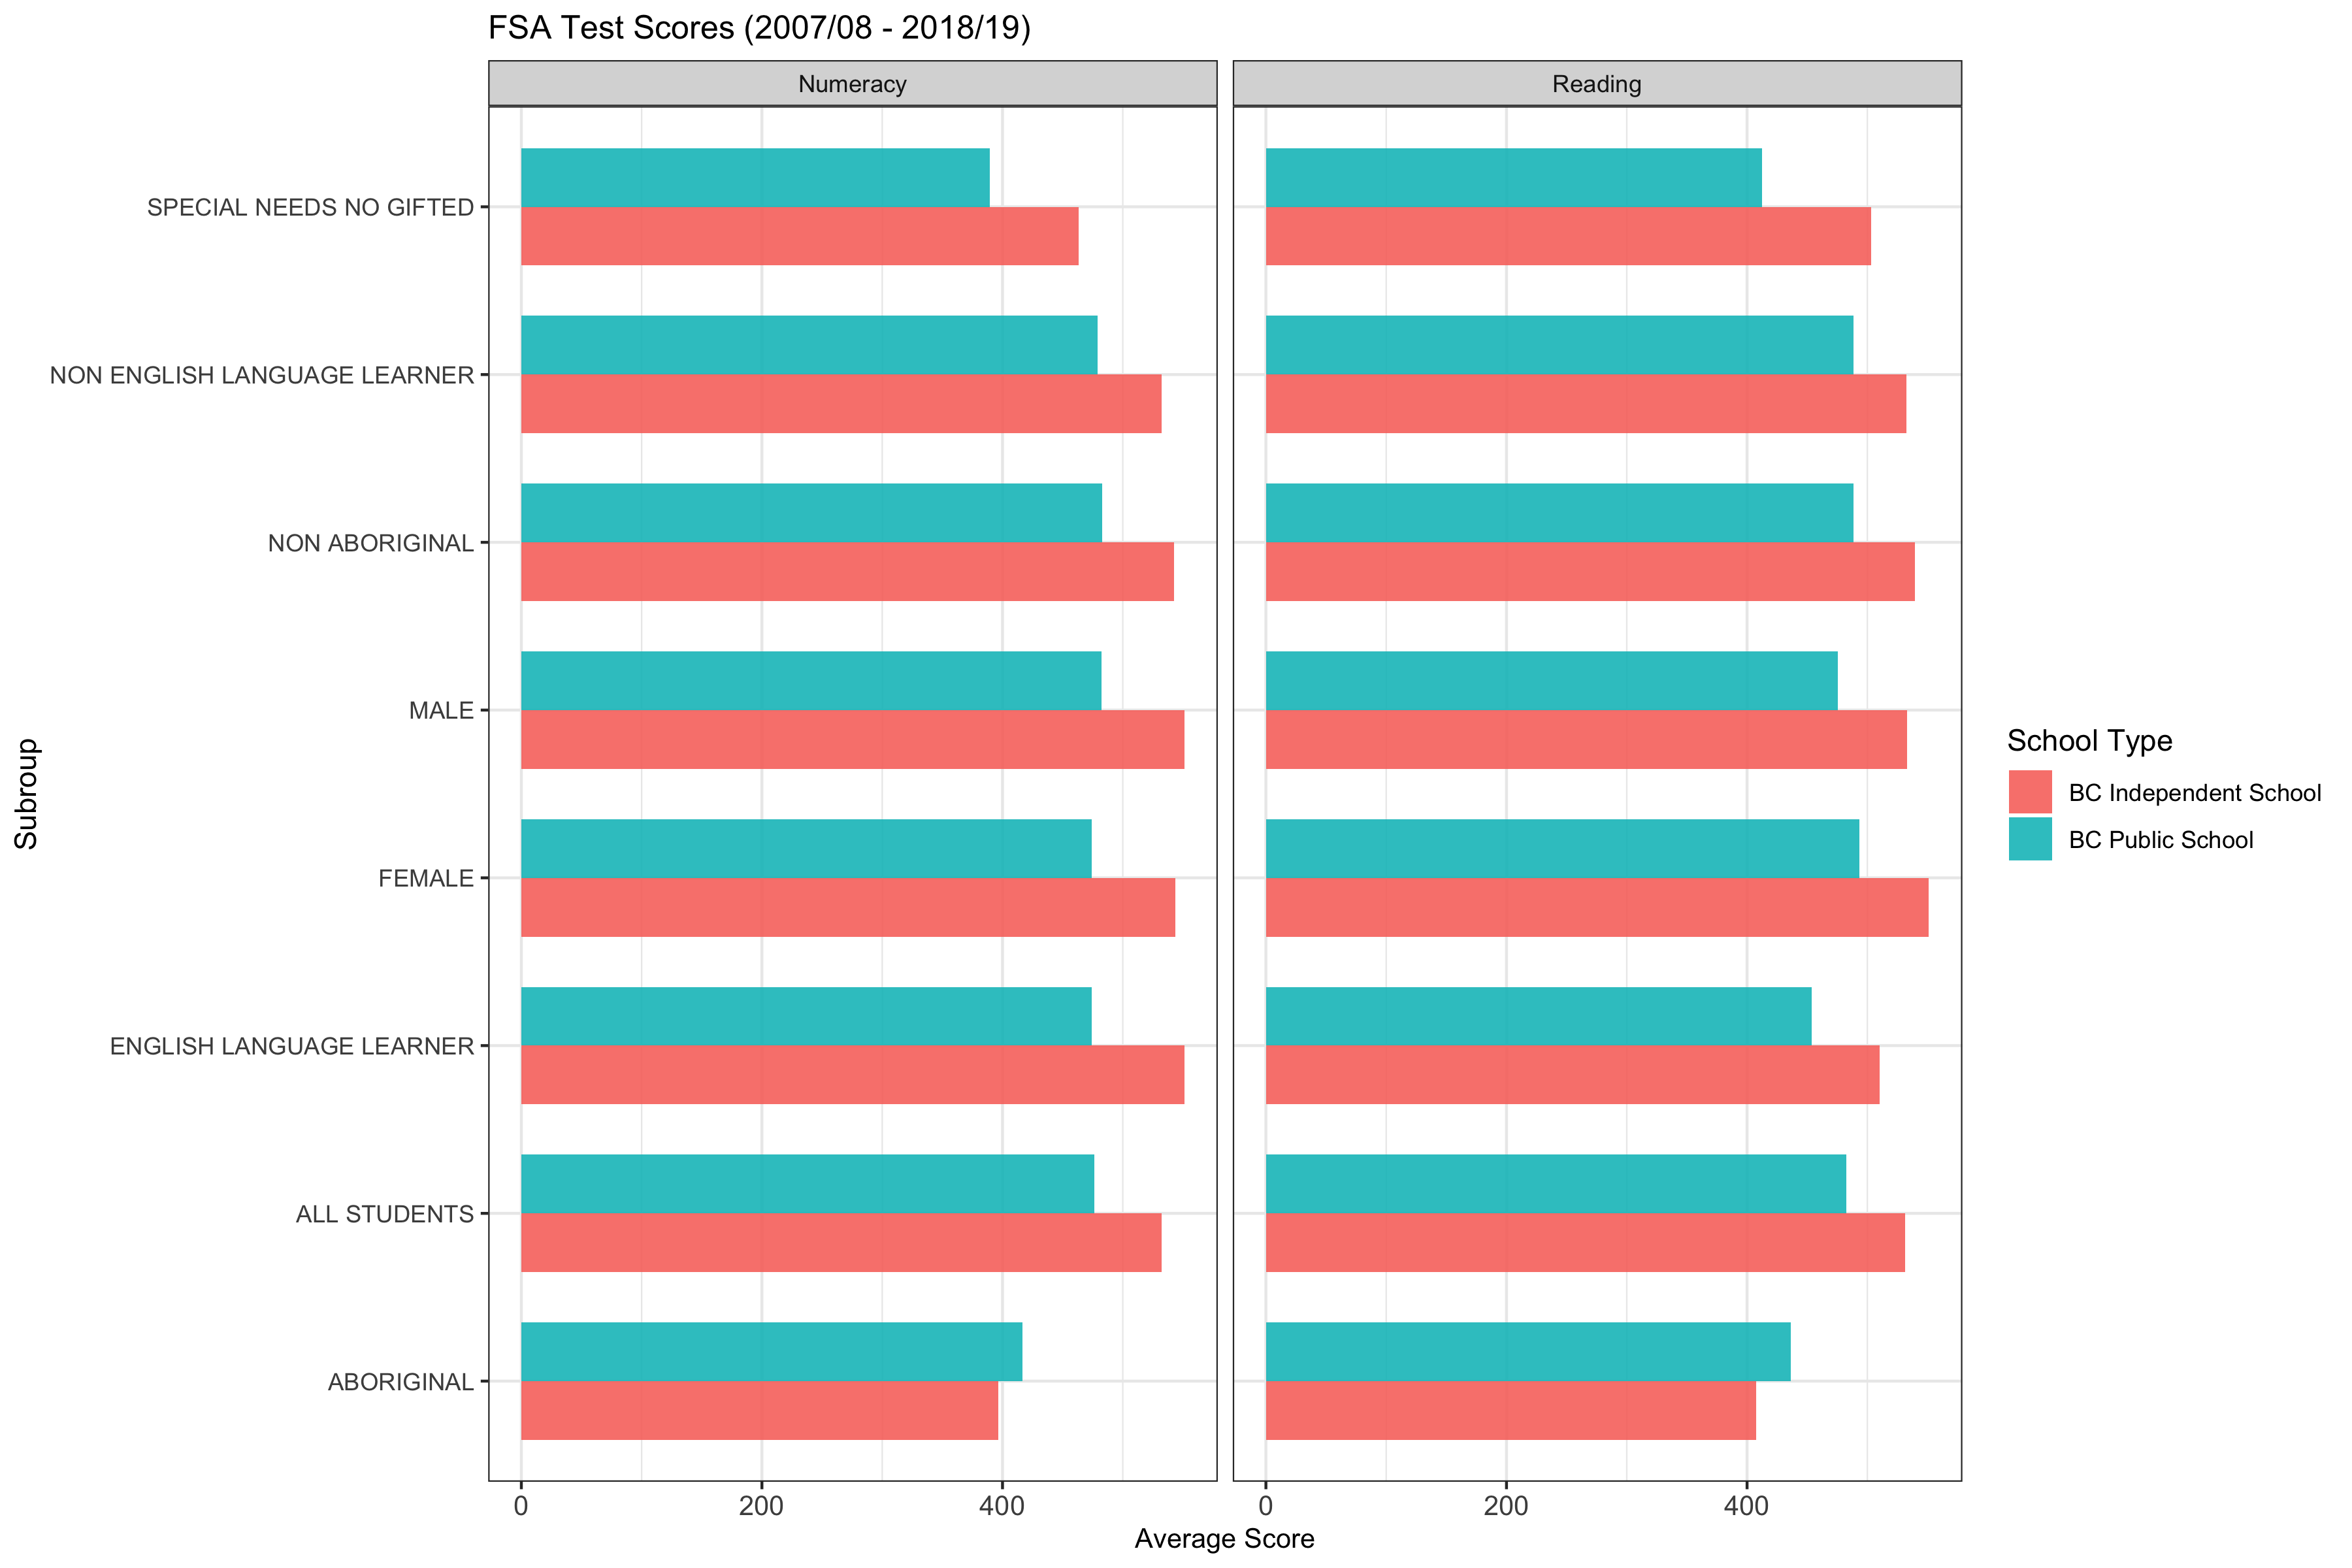 FSA Test Scores (2007/08 - 2018/19)
Numeracy
Reading
Subroup
SPECIAL NEEDS NO GIFTED
NON ENGLISH LANGUAGE LEARNER
NON ABORIGINAL
MALE
FEMALE
ENGLISH LANGUAGE LEARNER
ALL STUDENTS
ABORIGINAL
0 200 400
0 200 400
Average Score
School Type
BC Independent School
BC Public School